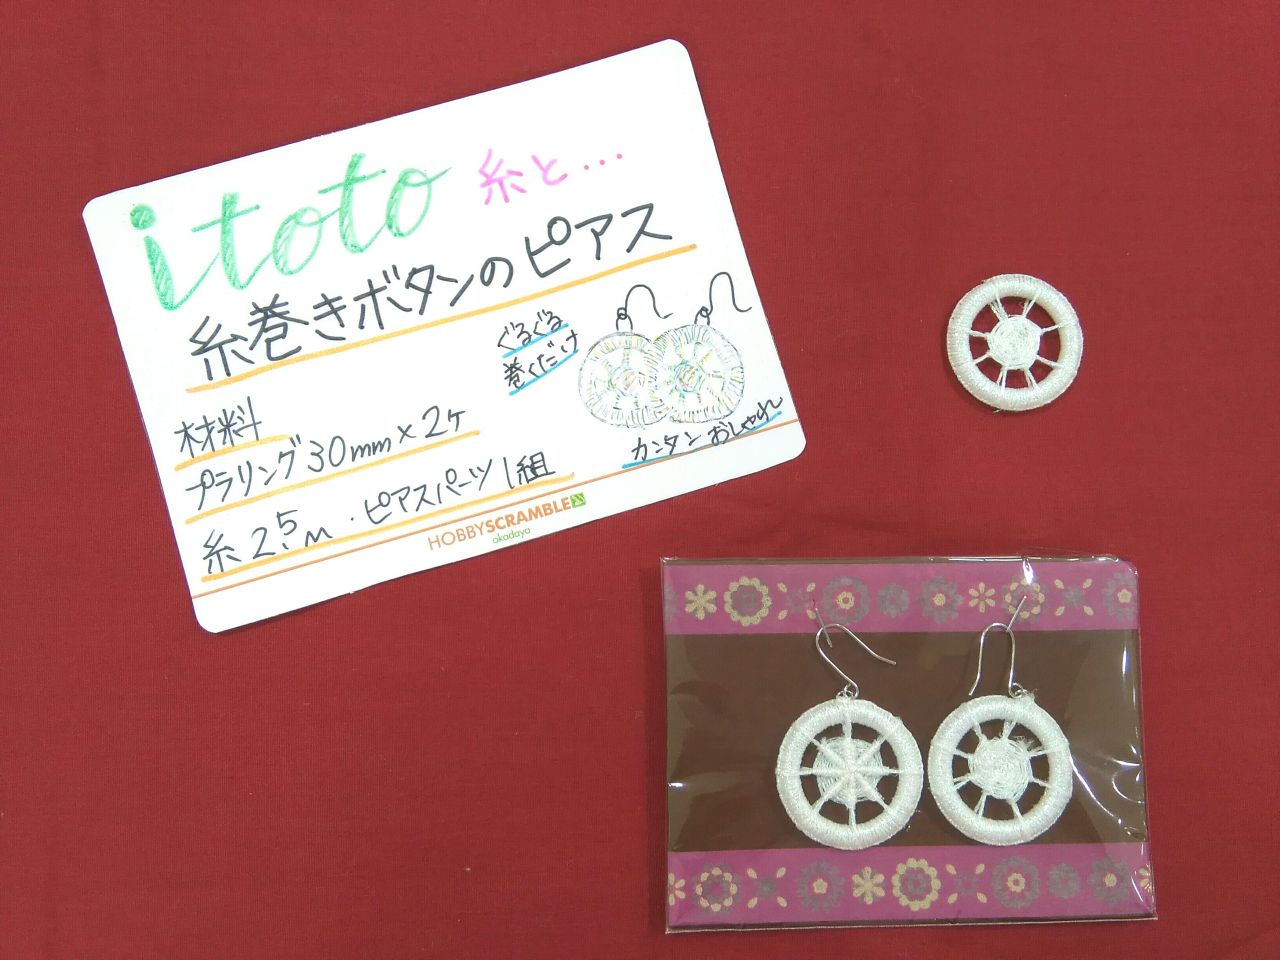 itoto 糸と…
糸巻きボタンのピアス
ぐるぐる
巻くだけ
カンタン おしゃれ
材料
プラリング30mm×2ケ
糸2.5m・ピアスパーツ1組
HOBBYSCRAMBLE
okadaya